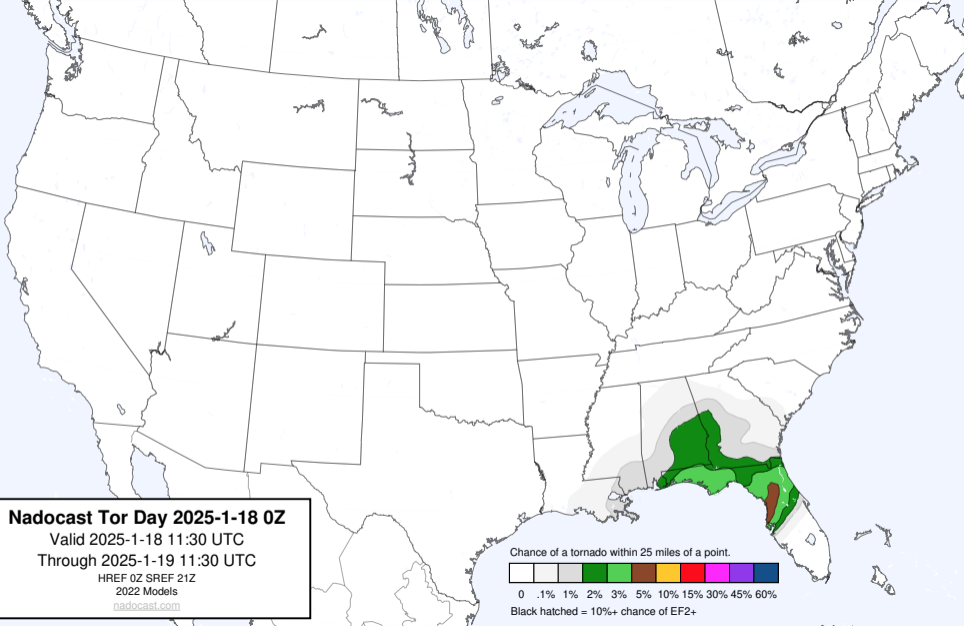 Nadocast Tor Day 2025-1-18 0Z
Valid 2025-1-18 11:30 UTC
Through 2025-1-19 11:30 UTC
HREF 0Z SREF 21Z
2022 Models
nadocast.com
Chance of a tornado within 25 miles of a point.
0 .1% 1% 2% 3% 5% 10% 15% 30% 45% 60%
Black hatched = 10%+ chance of EF2+